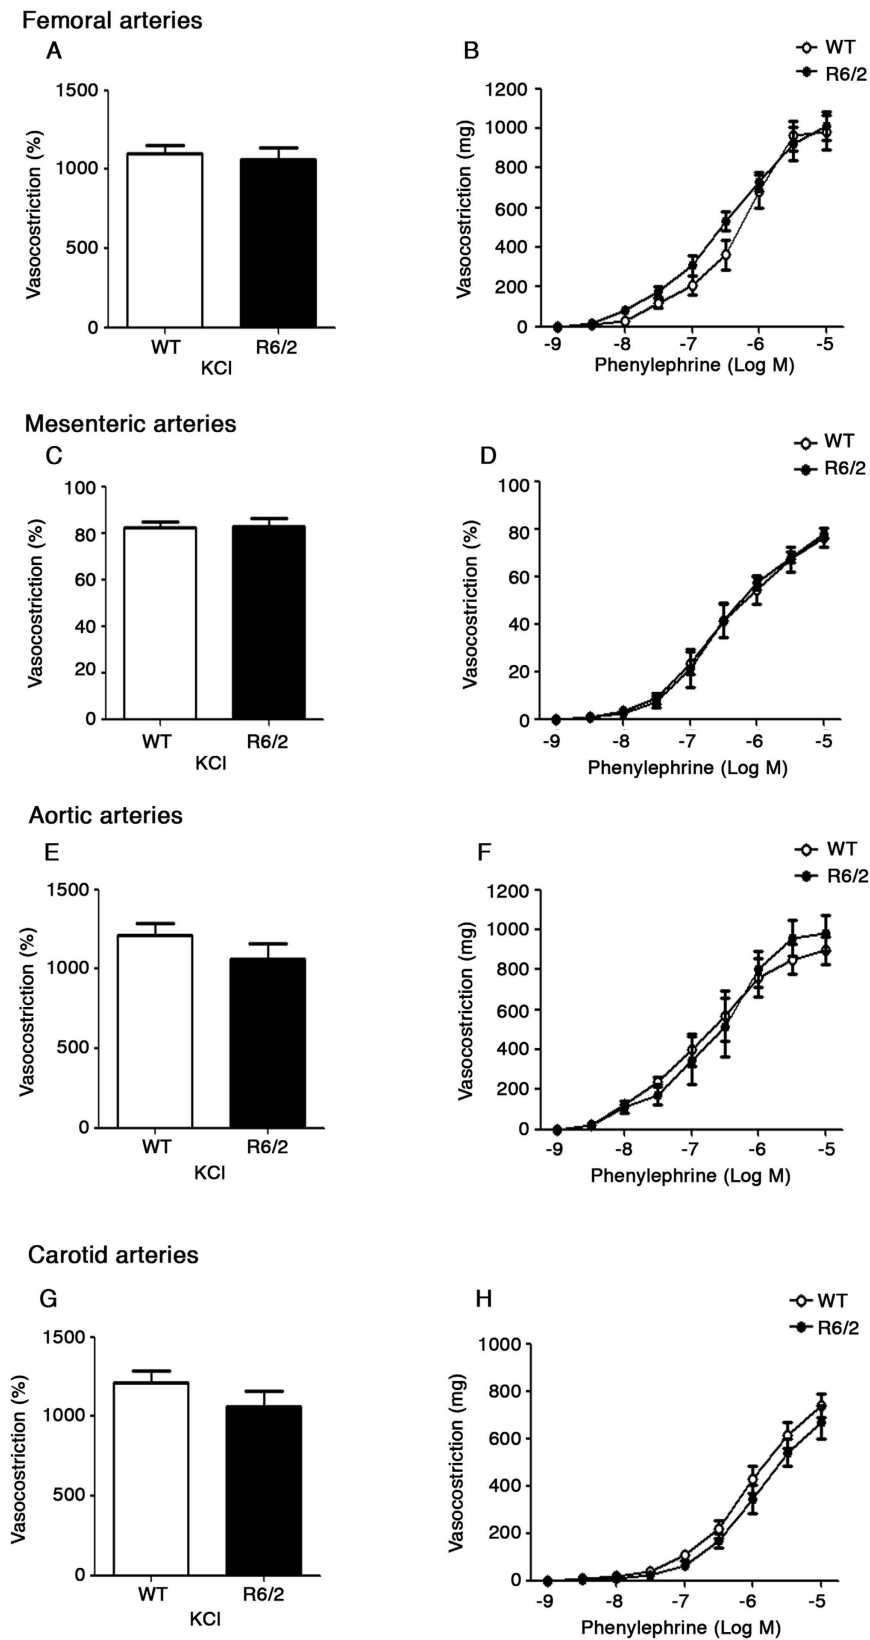 Femoral arteries
A
Vasocostriction (%)
1500
1000
500
0
WT
R6/2
KCl
B
WT
R6/2
Vasocostriction (mg)
1200
1000
800
600
400
200
0
-9
-8
-7
-6
-5
Phenylephrine (Log M)
Mesenteric arteries
C
Vasocostriction (%)
100
80
60
40
20
0
WT
R6/2
KCl
D
WT
R6/2
Vasocostriction (%)
100
80
60
40
20
0
-9
-8
-7
-6
-5
Phenylephrine (Log M)
Aortic arteries
E
Vasocostriction (%)
1500
1000
500
0
WT
R6/2
KCl
F
WT
R6/2
Vasocostriction (mg)
1200
1000
800
600
400
200
0
-9
-8
-7
-6
-5
Phenylephrine (Log M)
Carotid arteries
G
Vasocostriction (%)
1500
1000
500
0
WT
R6/2
KCl
H
WT
R6/2
Vasocostriction (mg)
1000
800
600
400
200
0
-9
-8
-7
-6
-5
Phenylephrine (Log M)